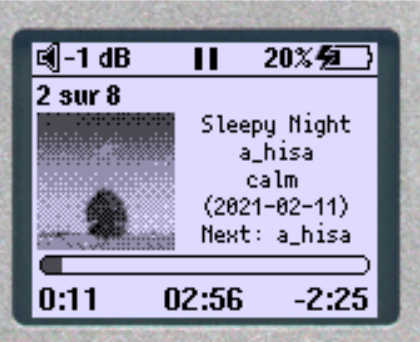 -1 dB 20%
2 sur 8
Sleepy Night
a_hisa
calm
(2021-02-11)
Next: a_hisa
0:11 02:56 -2:25